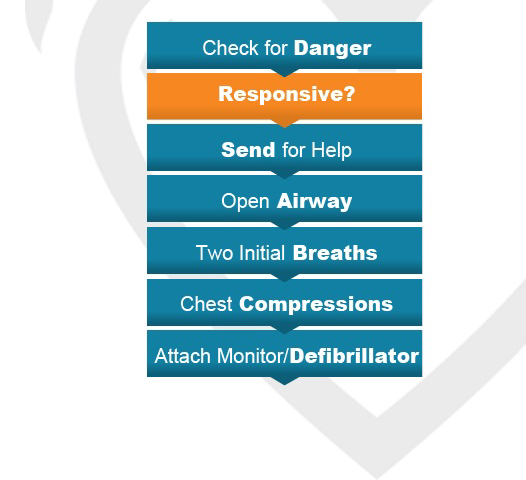 Check for Danger
Responsive?
Send for Help
Open Airway
Two Initial Breaths
Chest Compressions
Attach Monitor/Defibrillator